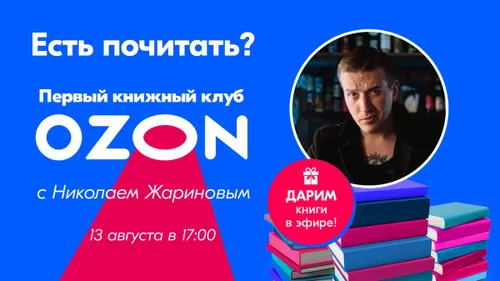 Есть почитать?
Первый книжный клуб
OZON
с Николаем Жариновым
13 августа в 17:00
ДАРИМ
книги
в эфире!